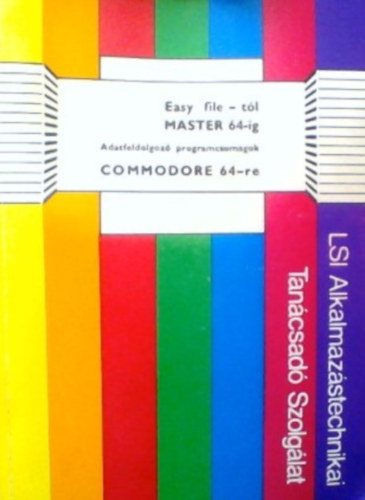 Easy file - tól
MASTER 64-ig
Adatfeldolgozó programcsomagok
COMMODORE 64-re
LSI Alkalmazástechnikai
Tanácsadó Szolgálat